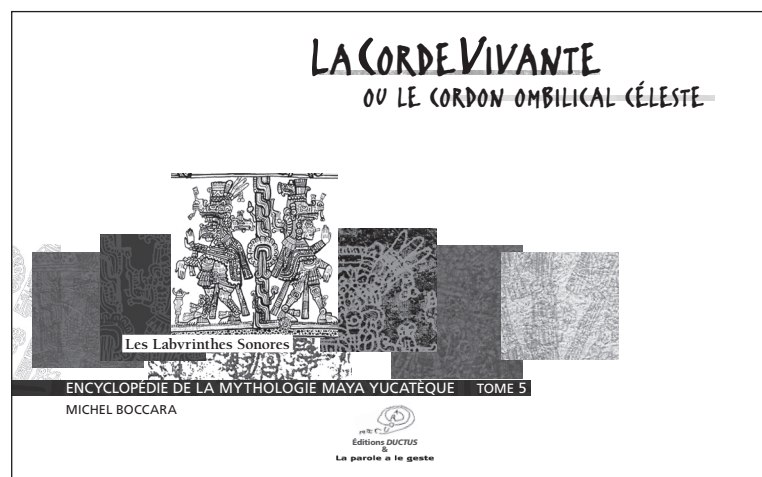 LA CORDE VIVANTE
OU LE CORDON OMBILICAL CÉLESTE
Les Labyrinthes Sonores
ENCYCLOPÉDIE DE LA MYTHOLOGIE MAYA YUCATÈQUE TOME 5
MICHEL BOCCARA
Éditions DUCTUS
&
La parole a le geste